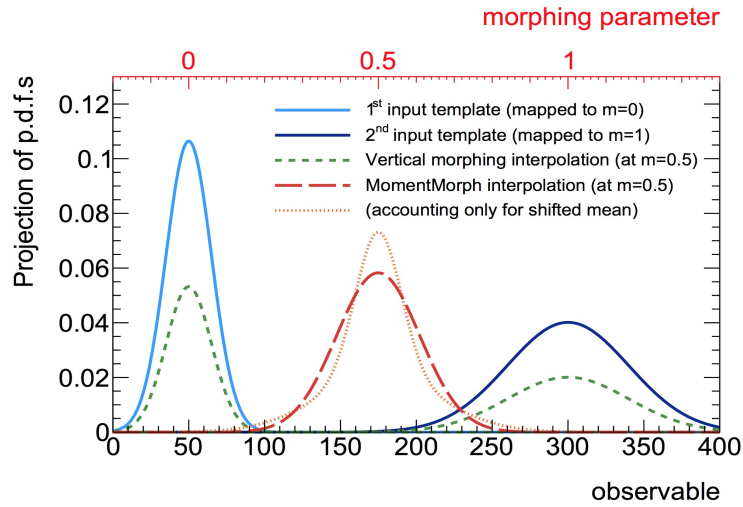 morphing parameter
0 0.5 1
Projection of p.d.f.s
0.12
0.1
0.08
0.06
0.04
0.02
0
1st input template (mapped to m=0)
2nd input template (mapped to m=1)
Vertical morphing interpolation (at m=0.5)
MomentMorph interpolation (at m=0.5)
(accounting only for shifted mean)
0 50 100 150 200 250 300 350 400
observable